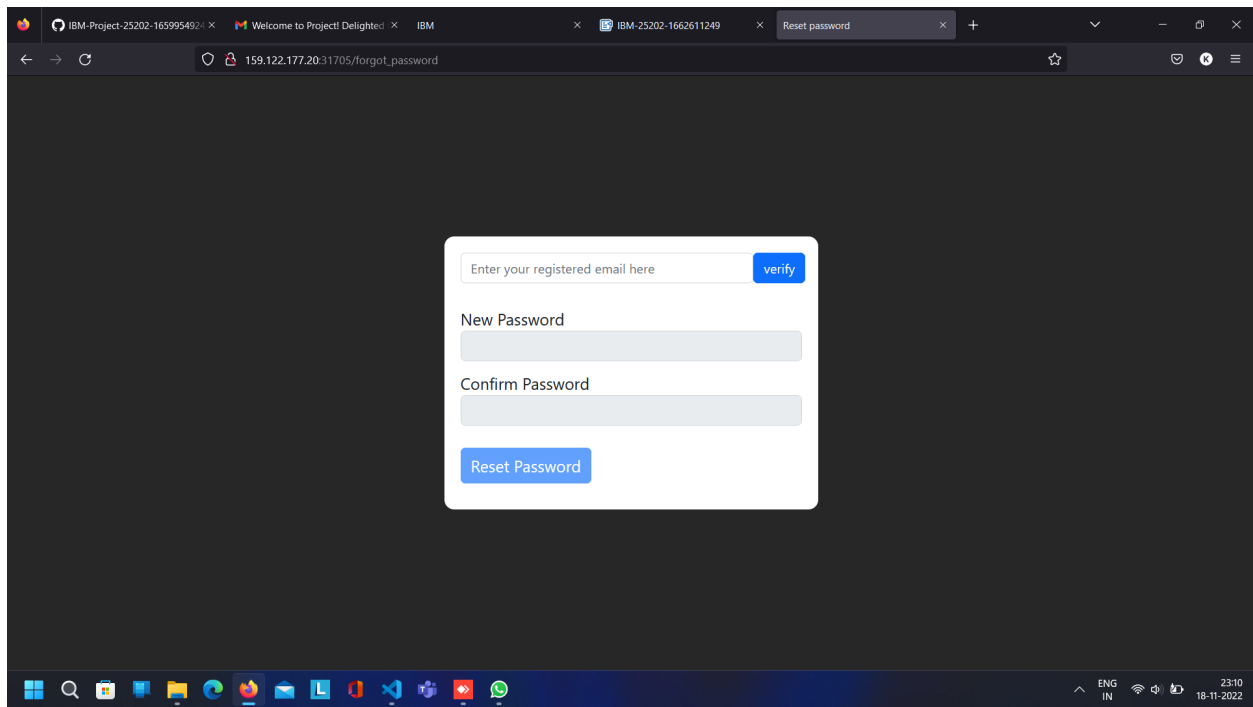 IBM-Project-25202-1659954924
Welcome to Project! Delighted
IBM
IBM-25202-1662611249
Reset password
159.122.177.20:31705/forgot_password
K
Enter your registered email here
verify
New Password
Confirm Password
Reset Password
L
ENG
IN
23:10
18-11-2022